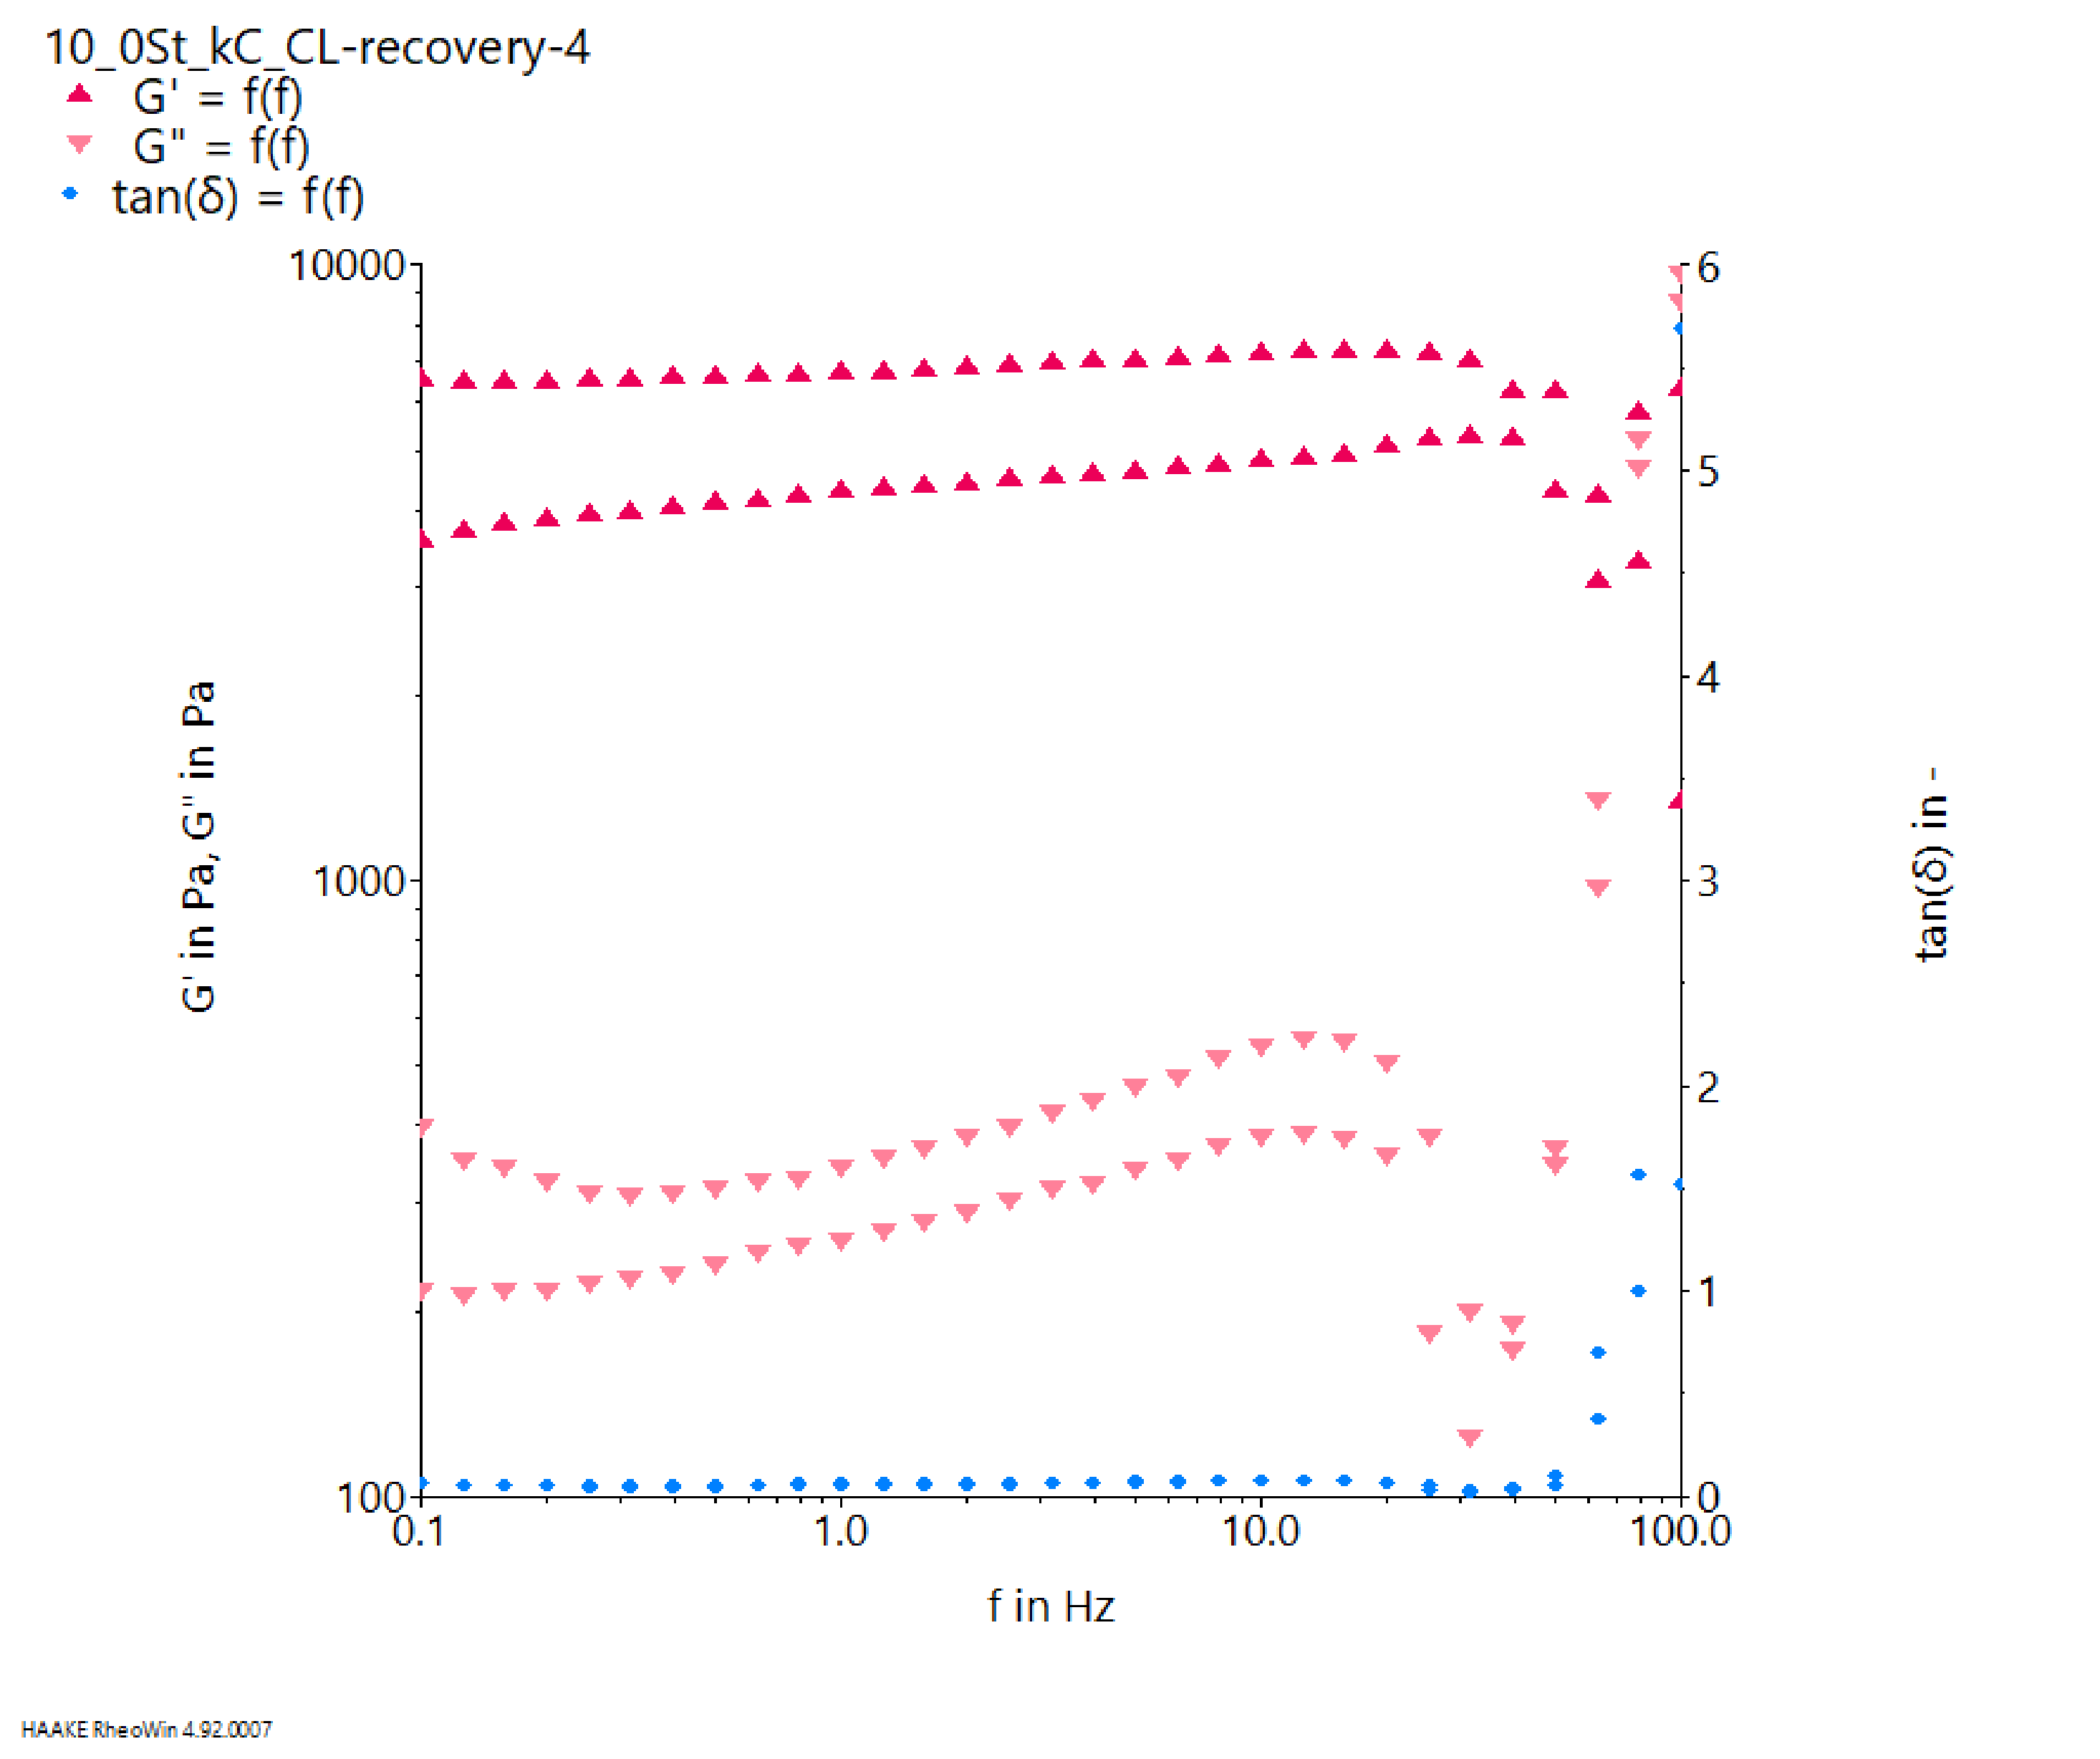 10_0St_kC_CL-recovery-4
G' = f(f)
G" = f(f)
tan(δ) = f(f)
10000
1000
100
G' in Pa, G" in Pa
6
5
4
3
2
1
0
tan(δ) in -
0.1
1.0
10.0
100.0
f in Hz
HAAKE RheoWin 4.92.0007